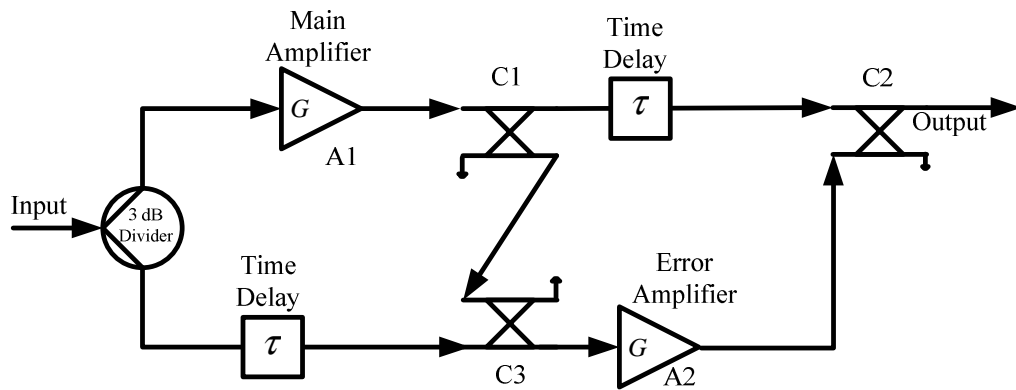 Main
Amplifier
G
A1
C1
Time
Delay
τ
C2
Output
Input
3 dB
Divider
Time
Delay
τ
C3
Error
Amplifier
G
A2